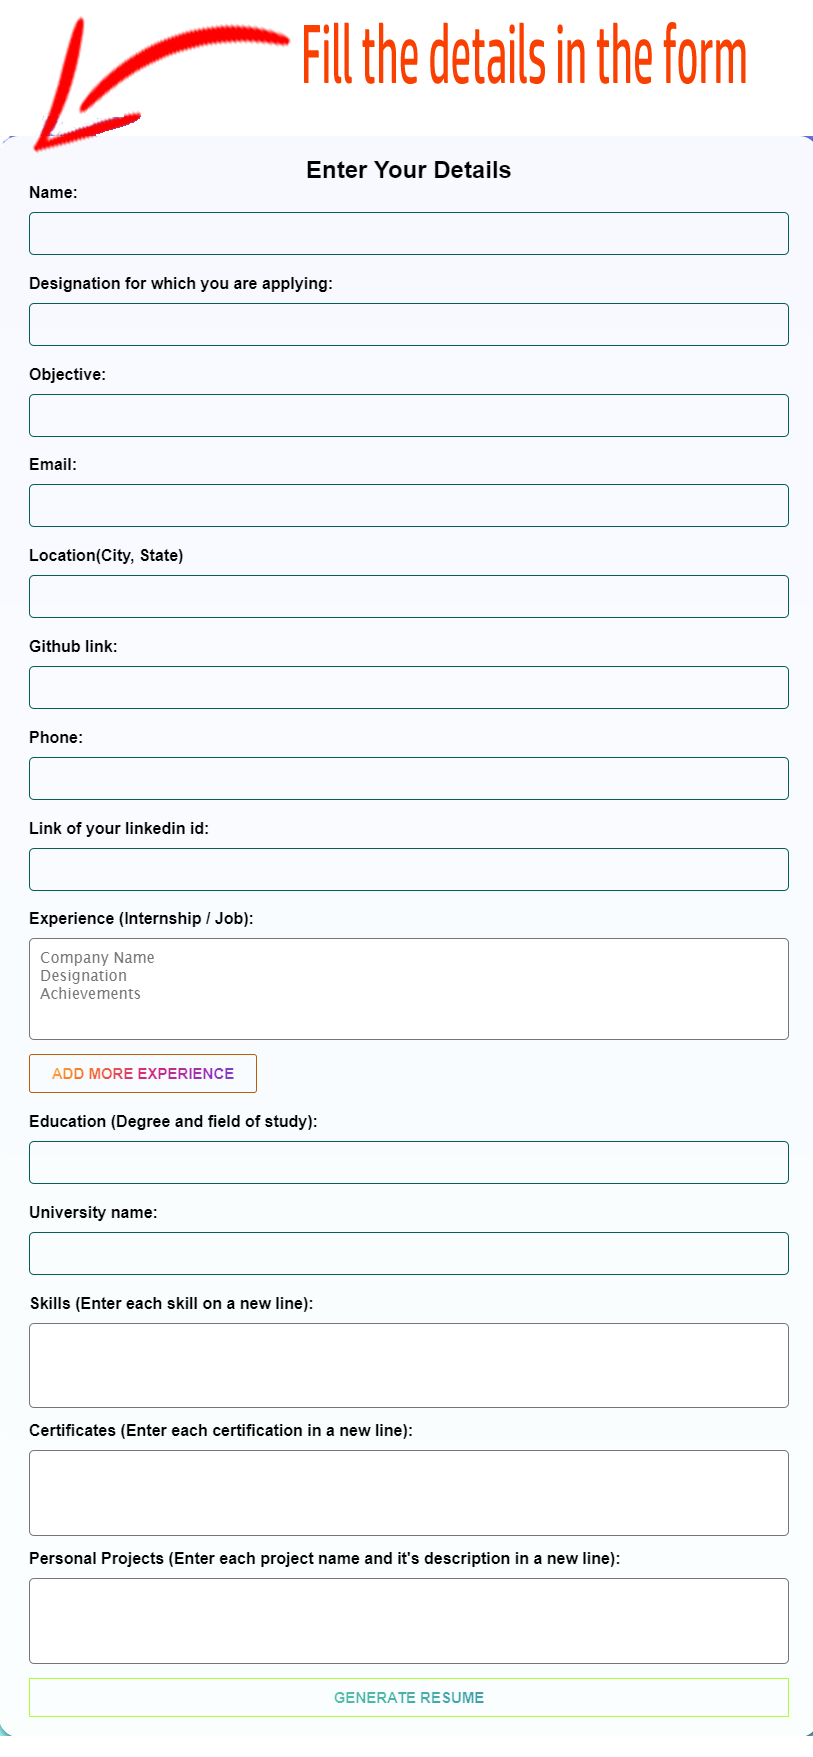 Fill the details in the form
Enter Your Details
Name:
Designation for which you are applying:
Objective:
Email:
Location(City, State)
Github link:
Phone:
Link of your linkedin id:
Experience (Internship / Job):
Company Name
Designation
Achievements
ADD MORE EXPERIENCE
Education (Degree and field of study):
University name:
Skills (Enter each skill on a new line):
Certificates (Enter each certification in a new line):
Personal Projects (Enter each project name and it's description in a new line):
GENERATE RESUME